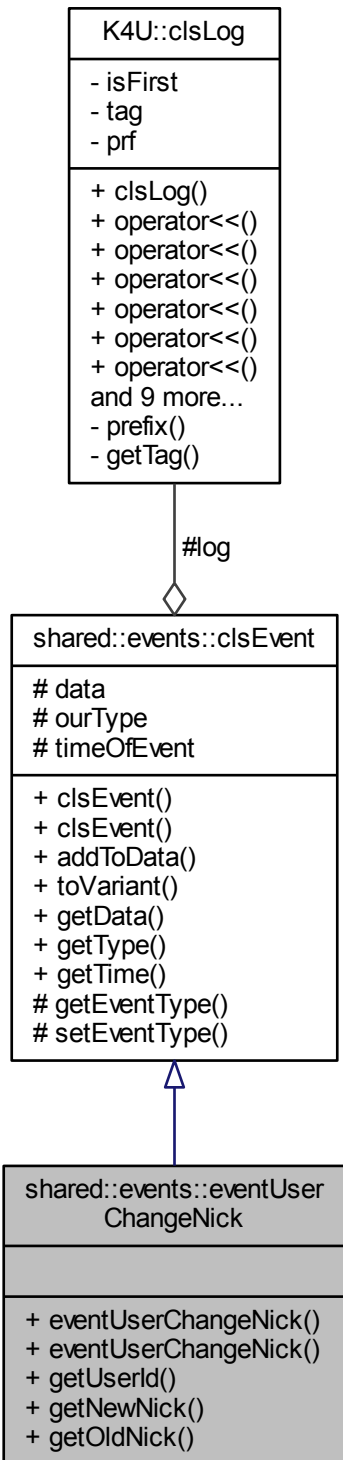 K4U::clsLog
- isFirst
- tag
- prf
+ clsLog()
+ operator<<()
+ operator<<()
+ operator<<()
+ operator<<()
+ operator<<()
+ operator<<()
and 9 more...
- prefix()
- getTag()
#log
shared::events::clsEvent
# data
# ourType
# timeOfEvent
+ clsEvent()
+ clsEvent()
+ addToData()
+ toVariant()
+ getData()
+ getType()
+ getTime()
# getEventType()
# setEventType()
shared::events::eventUser
ChangeNick
+ eventUserChangeNick()
+ eventUserChangeNick()
+ getUserId()
+ getNewNick()
+ getOldNick()